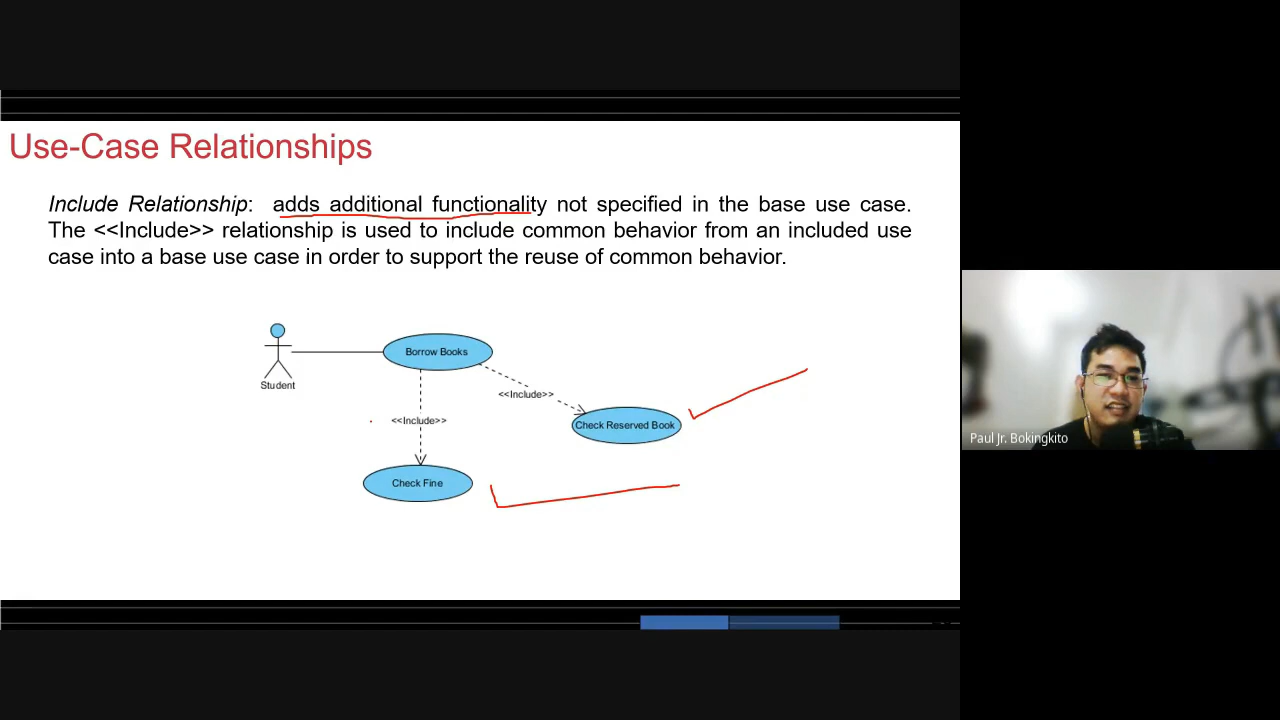 Use-Case Relationships
Include Relationship: adds additional functionality not specified in the base use case.
The <<Include>> relationship is used to include common behavior from an included use
case into a base use case in order to support the reuse of common behavior.
Student
Borrow Books
<<Include>>
Check Reserved Book
<<Include>>
Check Fine
Paul Jr. Bokingkito